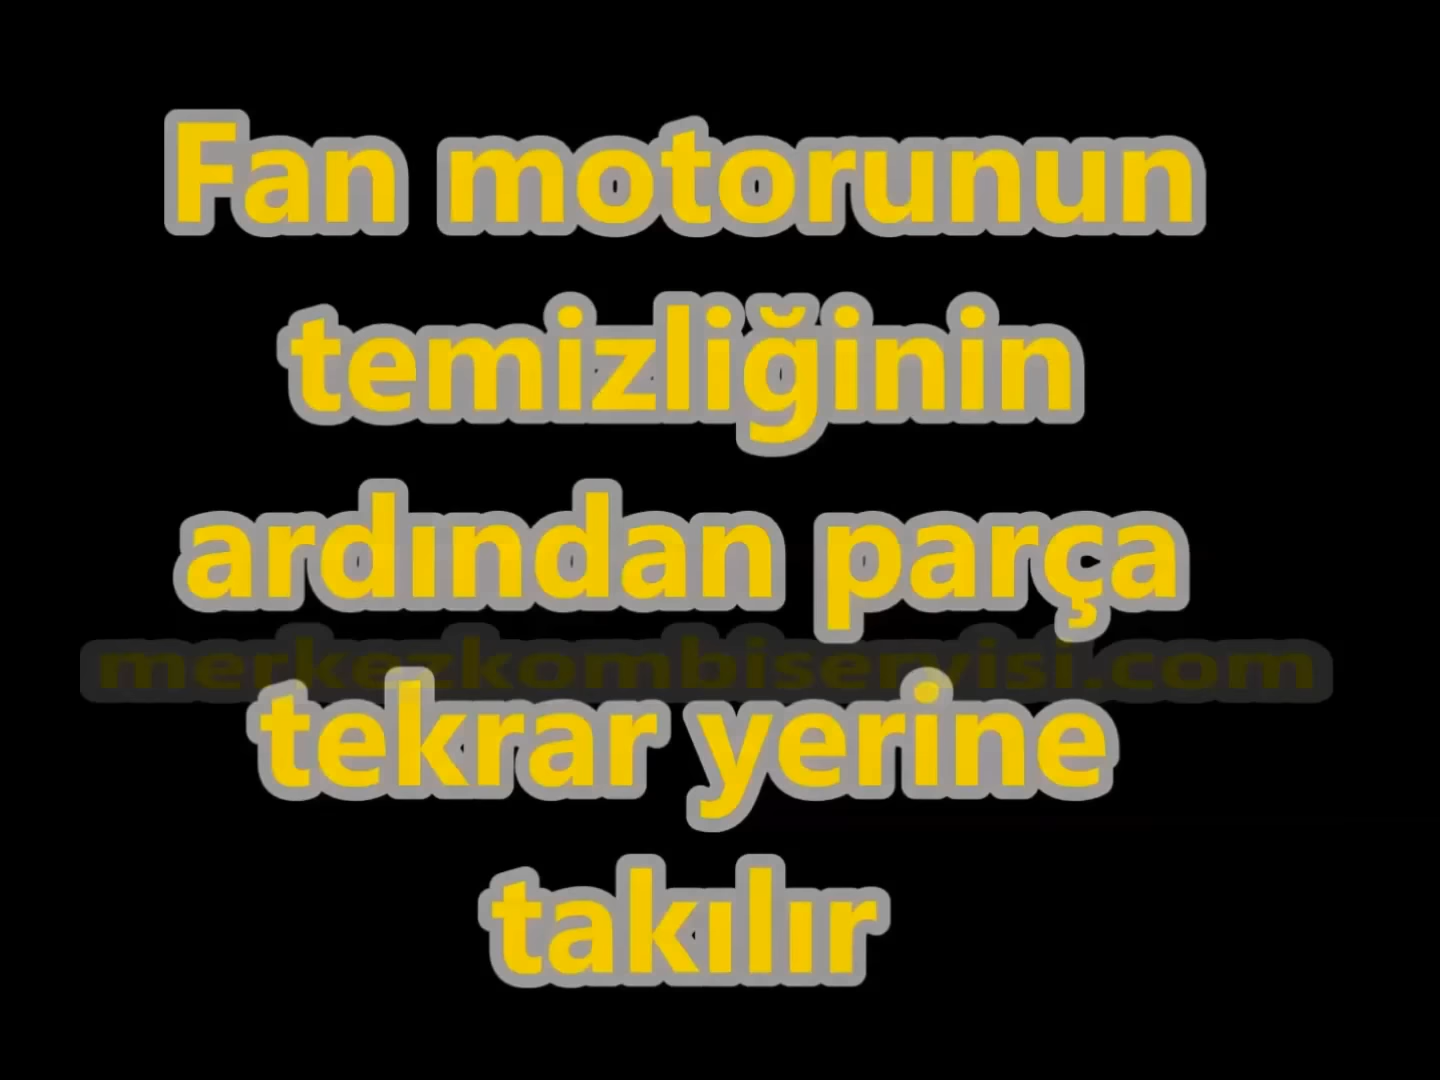 Fan motorunun
temizliğinin
ardından parça
merkezkombiservisi.com
tekrar yerine
takılır